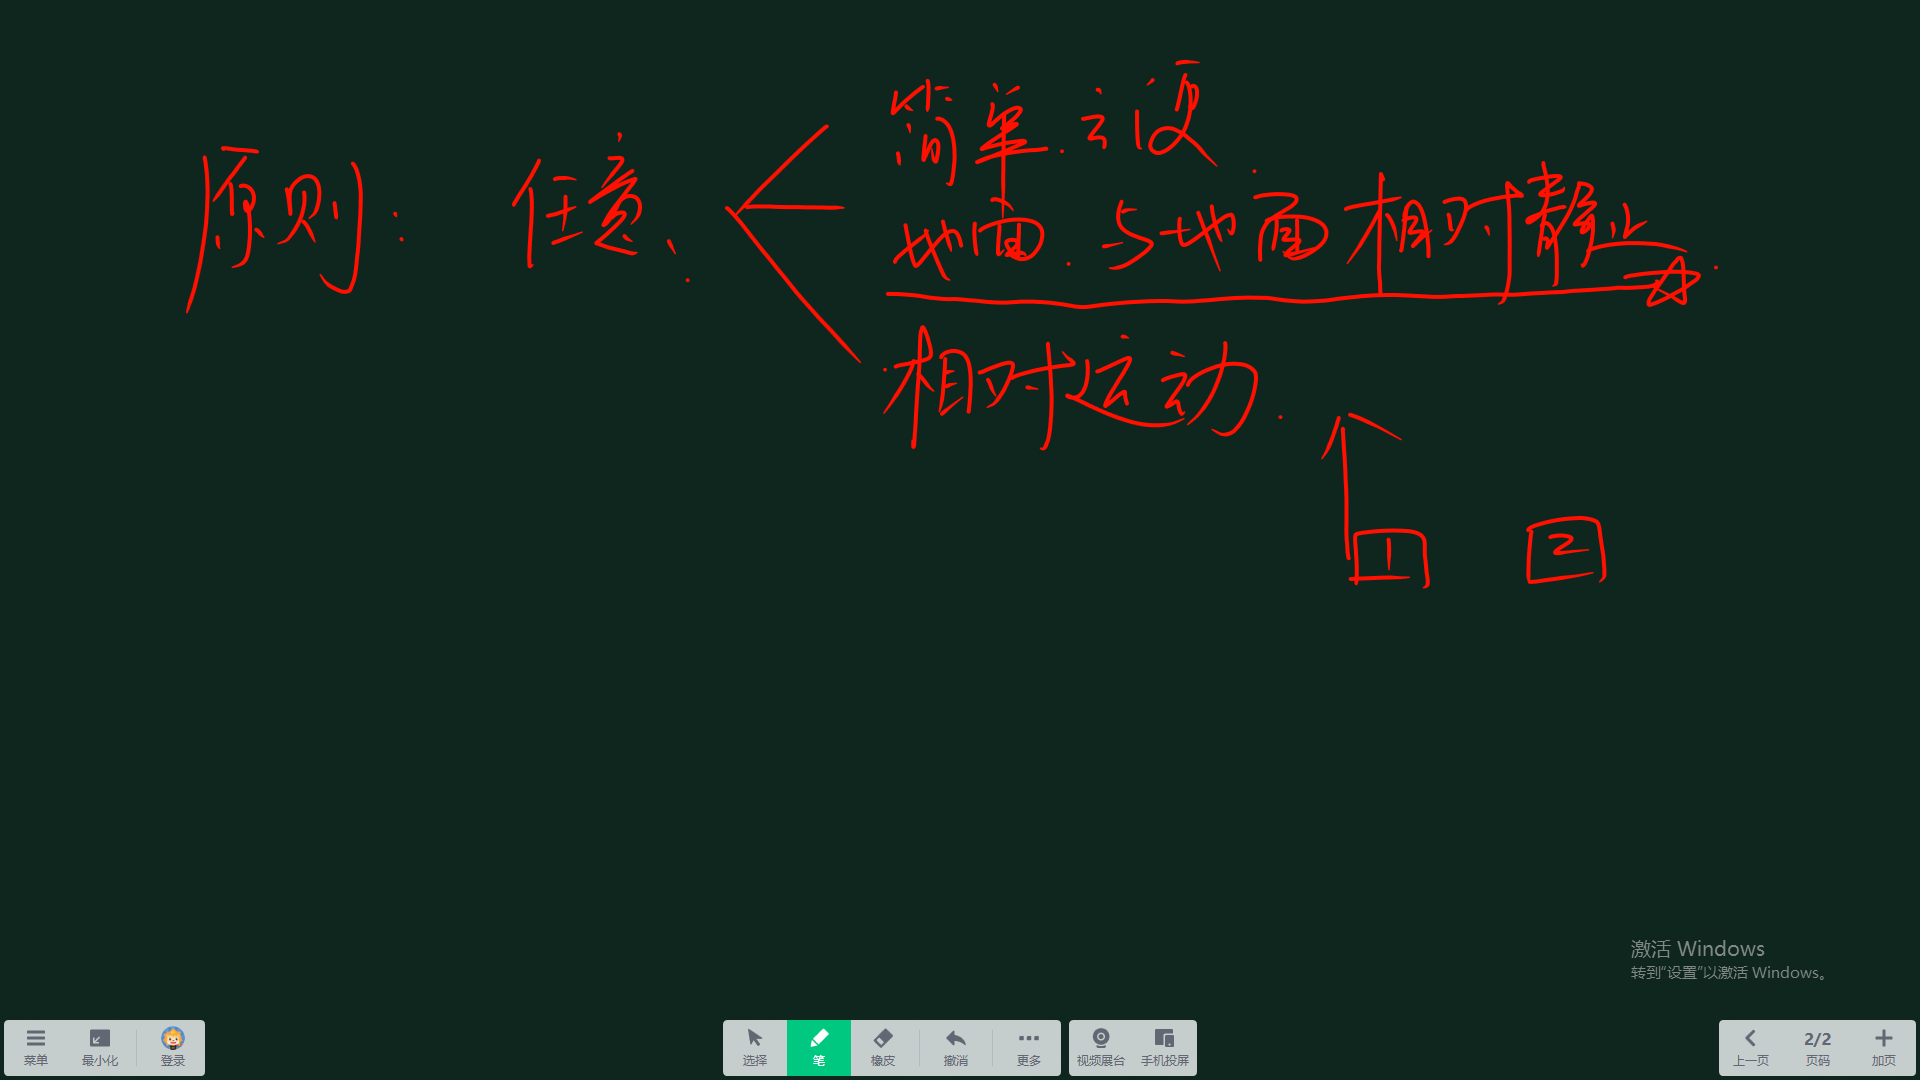 简单.方便.
原则: 任意.
地面.与地面相对静止.
相对运动.
1 2
激活 Windows
转到“设置”以激活 Windows。
菜单 最小化 登录 选择 笔 橡皮 撤消 更多 视频展台 手机投屏 上一页 2/2 页码 加页